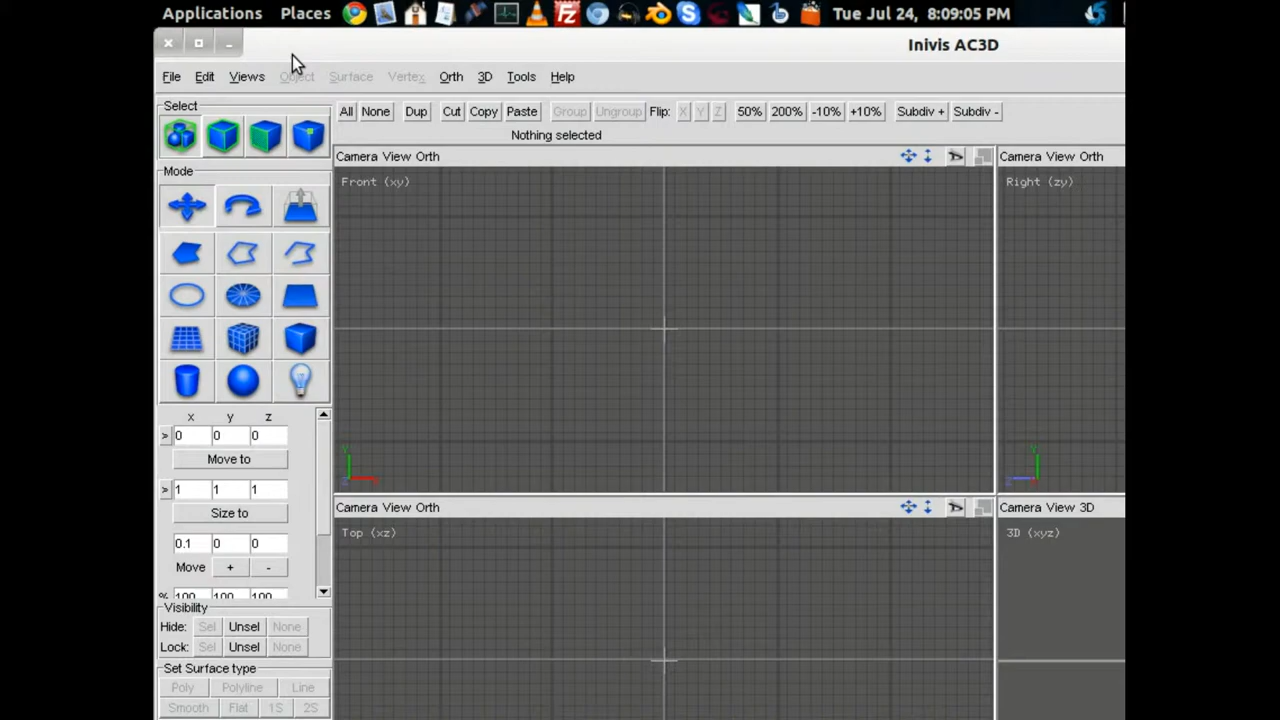 Applications Places Tue Jul 24, 8:09:05 PM
Inivis AC3D
File Edit Views Object Surface Vertex Orth 3D Tools Help
Select
All None Dup Cut Copy Paste Group Ungroup Flip: X Y Z 50% 200% -10% +10% Subdiv + Subdiv -
Nothing selected
Camera View Orth
Camera View Orth
Front (xy)
Right (zy)
Mode
x y z
> 0 0 0
Move to
> 1 1 1
Size to
0.1 0 0
Move + -
% 100 100 100
Camera View Orth
Camera View 3D
Top (xz)
3D (xyz)
Visibility
Hide: Sel Unsel None
Lock: Sel Unsel None
Set Surface type
Poly Polyline Line
Smooth Flat 1S 2S